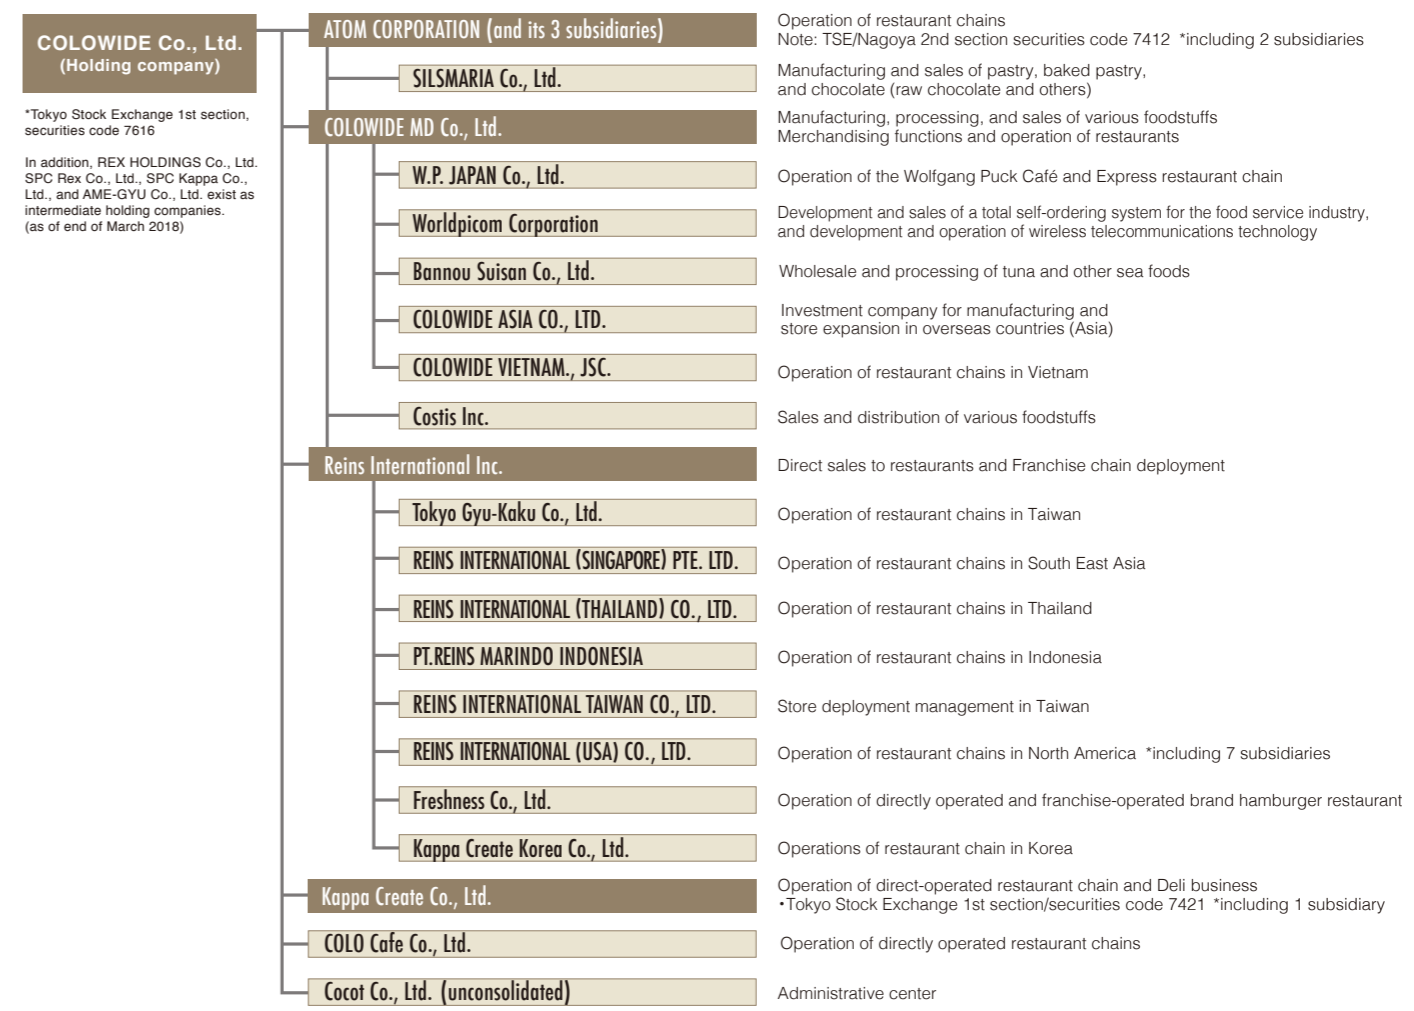 COLOWIDE Co., Ltd.
(Holding company)
*Tokyo Stock Exchange 1st section,
securities code 7616
In addition, REX HOLDINGS Co., Ltd.
SPC Rex Co., Ltd., SPC Kappa Co.,
Ltd., and AME-GYU Co., Ltd. exist as
intermediate holding companies.
(as of end of March 2018)
ATOM CORPORATION (and its 3 subsidiaries)
Operation of restaurant chains
Note: TSE/Nagoya 2nd section securities code 7412 *including 2 subsidiaries
SILSMARIA Co., Ltd.
Manufacturing and sales of pastry, baked pastry,
and chocolate (raw chocolate and others)
COLOWIDE MD Co., Ltd.
Manufacturing, processing, and sales of various foodstuffs
Merchandising functions and operation of restaurants
W.P. JAPAN Co., Ltd.
Operation of the Wolfgang Puck Café and Express restaurant chain
Worldpicom Corporation
Development and sales of a total self-ordering system for the food service industry,
and development and operation of wireless telecommunications technology
Bannou Suisan Co., Ltd.
Wholesale and processing of tuna and other sea foods
COLOWIDE ASIA CO., LTD.
Investment company for manufacturing and
store expansion in overseas countries (Asia)
COLOWIDE VIETNAM., JSC.
Operation of restaurant chains in Vietnam
Costis Inc.
Sales and distribution of various foodstuffs
Reins International Inc.
Direct sales to restaurants and Franchise chain deployment
Tokyo Gyu-Kaku Co., Ltd.
Operation of restaurant chains in Taiwan
REINS INTERNATIONAL (SINGAPORE) PTE. LTD.
Operation of restaurant chains in South East Asia
REINS INTERNATIONAL (THAILAND) CO., LTD.
Operation of restaurant chains in Thailand
PT.REINS MARINDO INDONESIA
Operation of restaurant chains in Indonesia
REINS INTERNATIONAL TAIWAN CO., LTD.
Store deployment management in Taiwan
REINS INTERNATIONAL (USA) CO., LTD.
Operation of restaurant chains in North America *including 7 subsidiaries
Freshness Co., Ltd.
Operation of directly operated and franchise-operated brand hamburger restaurant
Kappa Create Korea Co., Ltd.
Operations of restaurant chain in Korea
Kappa Create Co., Ltd.
Operation of direct-operated restaurant chain and Deli business
・Tokyo Stock Exchange 1st section/securities code 7421 *including 1 subsidiary
COLO Cafe Co., Ltd.
Operation of directly operated restaurant chains
Cocot Co., Ltd. (unconsolidated)
Administrative center